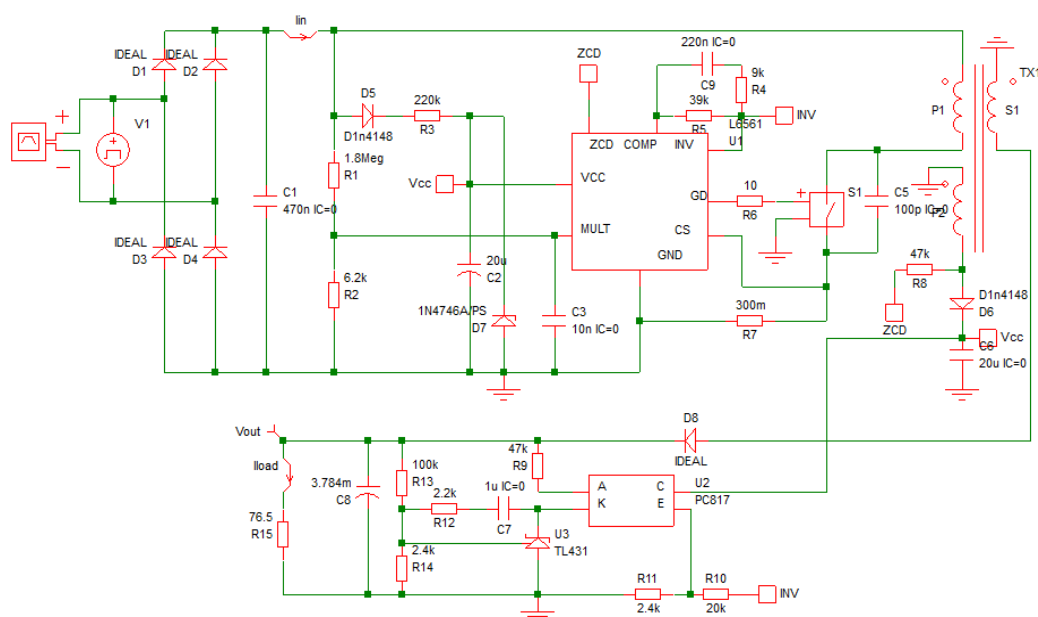 Iin
IDEAL
D1
IDEAL
D2
+
V1
−
IDEAL
D3
IDEAL
D4
C1
470n IC=0
D5
D1n4148
220k
R3
1.8Meg
R1
Vcc
6.2k
R2
20u
C2
1N4746A/PS
D7
C3
10n IC=0
ZCD
220n IC=0
C9
9k
R4
39k
R5
INV
L6561
U1
ZCD COMP INV
VCC
GD
MULT
CS
GND
10
R6
+
S1
C5
100p IC=0
300m
R7
P1
TX1
S1
P2
47k
R8
ZCD
D1n4148
D6
Vcc
C6
20u IC=0
Vout
Iload
76.5
R15
3.784m
C8
100k
R13
2.2k
R12
1u IC=0
C7
2.4k
R14
47k
R9
D8
IDEAL
A C
K E
U2
PC817
U3
TL431
R11
2.4k
R10
20k
INV